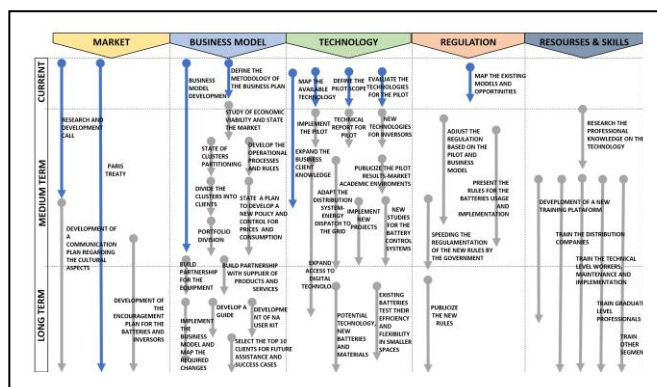 MARKET
BUSINESS MODEL
TECHNOLOGY
REGULATION
RESOURSES & SKILLS
CURRENT
MEDIUM TERM
LONG TERM
RESEARCH AND
DEVELOPMENT
CALL
PARIS
TREATY
DEVELOPMENT OF
A
COMMUNICATION
PLAN REGARDING
THE CULTURAL
ASPECTS
DEVELOPMENT OF THE
ENCOURAGEMENT
PLAN FOR THE
BATTERIES AND
INVERSORS
BUSINESS
MODEL
DEVELOPMENT
DEFINE THE
METHODOLOGY OF
THE BUSINESS PLAN
STUDY OF ECONOMIC
VIABILITY AND STATE
THE MARKET
STATE OF
CLUSTERS
PARTITIONING
DEVELOP THE
OPERATIONAL
PROCESSES
AND RULES
DIVIDE THE
CLUSTERS INTO
CLIENTS
STATE A PLAN
TO DEVELOP A
NEW POLICY AND
CONTROL FOR
PRICES AND
CONSUMPTION
PORTFOLIO
DIVISION
BUILD
PARTNERSHIP
FOR THE
EQUIPMENT
BUILD PARTNERSHIP
WITH SUPPLIER OF
PRODUCTS AND
SERVICES
IMPLEMENT
THE
BUSINESS
MODEL AND
MAP THE
REQUIRED
CHANGES
DEVELOP A
GUIDE
DEVELOPME
NT OF NA
USER KIT
SELECT THE TOP 10
CLIENTS FOR FUTURE
ASSISTANCE AND
SUCCESS CASES
MAP THE
AVAILABLE
TECHNOLOGY
DEFINE THE
PILOT SCOPE
EVALUATE THE
TECHNOLOGIES
FOR THE PILOT
IMPLEMENT
THE PILOT
TECHNICAL
REPORT FOR
PILOT
NEW
TECHNOLOGIES
FOR INVERSORS
EXPAND THE
BUSINESS
CLIENT
KNOWLEDGE
PUBLICIZE THE PILOT
RESULTS-MARKET
ACADEMIC
ENVIROMENTS
ADAPT THE
DISTRIBUTION
SYSTEM-
ENERGY
DISPATCH TO
THE GRID
IMPLEMENT
NEW
PROJECTS
NEW
STUDIES
FOR THE
BATTERY
CONTROL
SYSTEMS
EXPAND
ACCESS TO
DIGITAL
TECHNOLOG
POTENTIAL
TECHNOLOGY,
NEW
BATTERIES
AND
MATERIALS
EXISTING
BATTERIES
TEST THEIR
EFFICIENCY
AND
FLEXIBILITY
IN SMALLER
SPACES
MAP THE EXISTING
MODELS AND
OPPORTUNITIES
ADJUST THE
REGULATION
BASED ON THE
PILOT AND
BUSINESS
MODEL
PRESENT
THE RULES
FOR THE
BATTERIES
USAGE AND
IMPLEMENTATION
SPEEDING THE
REGULAMENTATION
OF THE NEW RULES BY
THE GOVERNMENT
PUBLICIZE
THE NEW
RULES
RESEARCH THE
PROFESSIONAL
KNOWLEDGE ON THE
TECHNOLOGY
DEVEPLOMENT OF A NEW
TRAINING PLATAFORM
TRAIN THE DISTRIBUTION
COMPANIES
TRAIN THE TECHNICAL
LEVEL WORKERS,
MAINTENANCE AND
IMPLEMENTATION
TRAIN GRADUAT
LEVEL
PROFESSIONALS
TRAIN
OTHER
SEGMEN